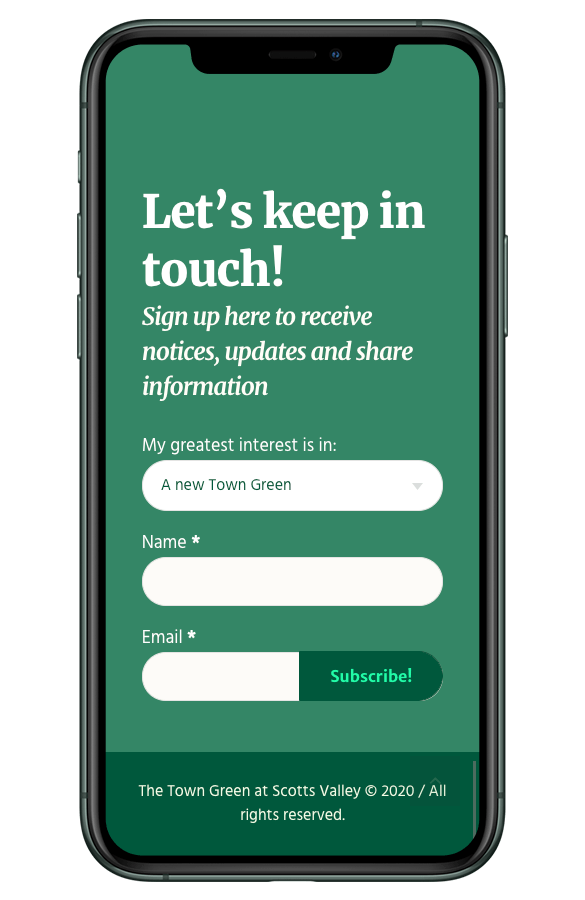 Let’s keep in
touch!
Sign up here to receive
notices, updates and share
information
My greatest interest is in:
A new Town Green
Name *
Email *
Subscribe!
The Town Green at Scotts Valley © 2020 / All
rights reserved.